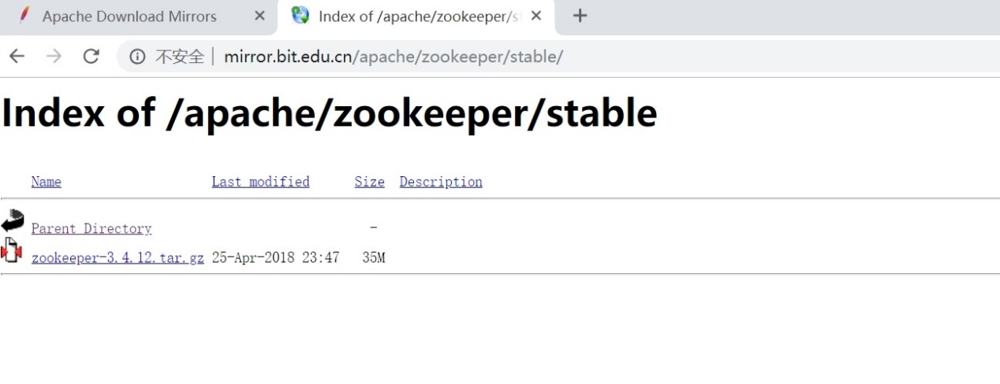 Apache Download Mirrors
Index of /apache/zookeeper/s
不安全 mirror.bit.edu.cn/apache/zookeeper/stable/
Index of /apache/zookeeper/stable
Name Last modified Size Description
Parent Directory -
zookeeper-3.4.12.tar.gz 25-Apr-2018 23:47 35M